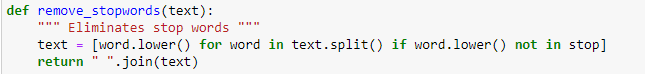 def remove_stopwords(text):
    """ Eliminates stop words """
    text = [word.lower() for word in text.split() if word.lower() not in stop]
    return " ".join(text)